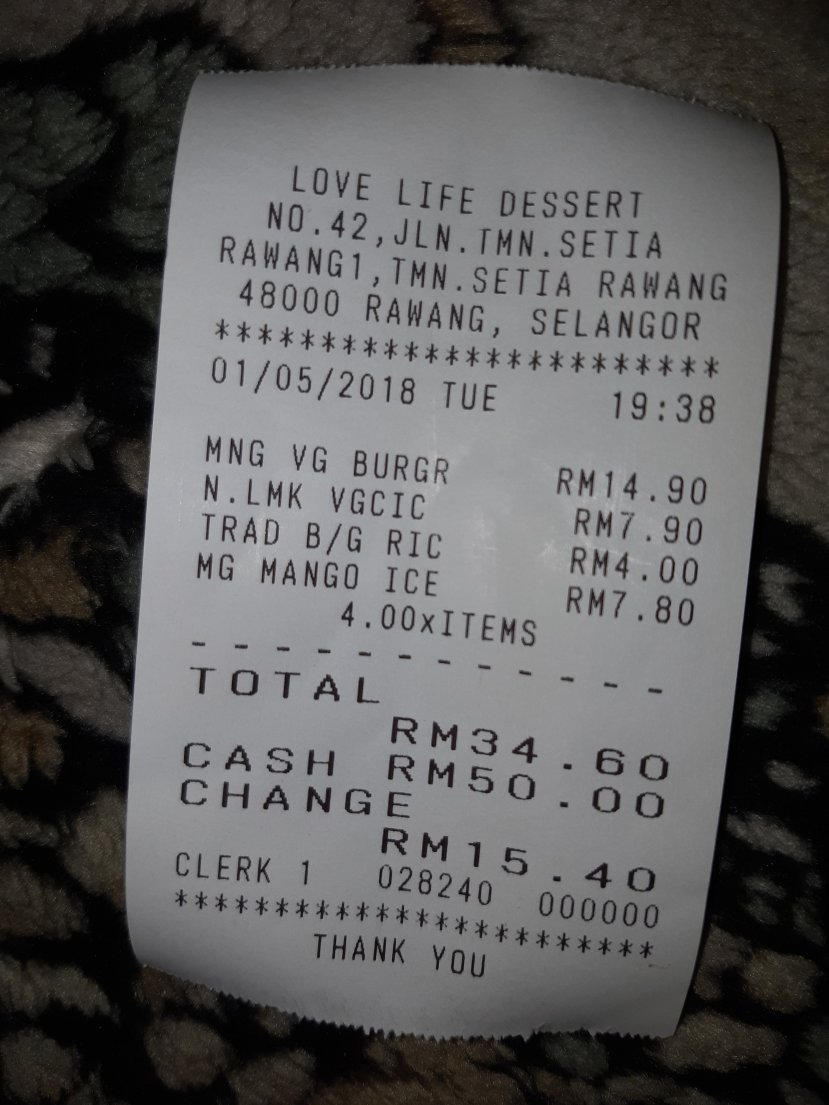 LOVE LIFE DESSERT
NO.42,JLN.TMN.SETIA
RAWANG1,TMN.SETIA RAWANG
48000 RAWANG, SELANGOR
************************
01/05/2018 TUE 19:38
MNG VG BURGR RM14.90
N.LMK VGCIC RM7.90
TRAD B/G RIC RM4.00
MG MANGO ICE RM7.80
4.00xITEMS
- - - - - - - - - - - -
TOTAL
RM34.60
CASH RM50.00
CHANGE
RM15.40
CLERK 1 028240 000000
************************
THANK YOU